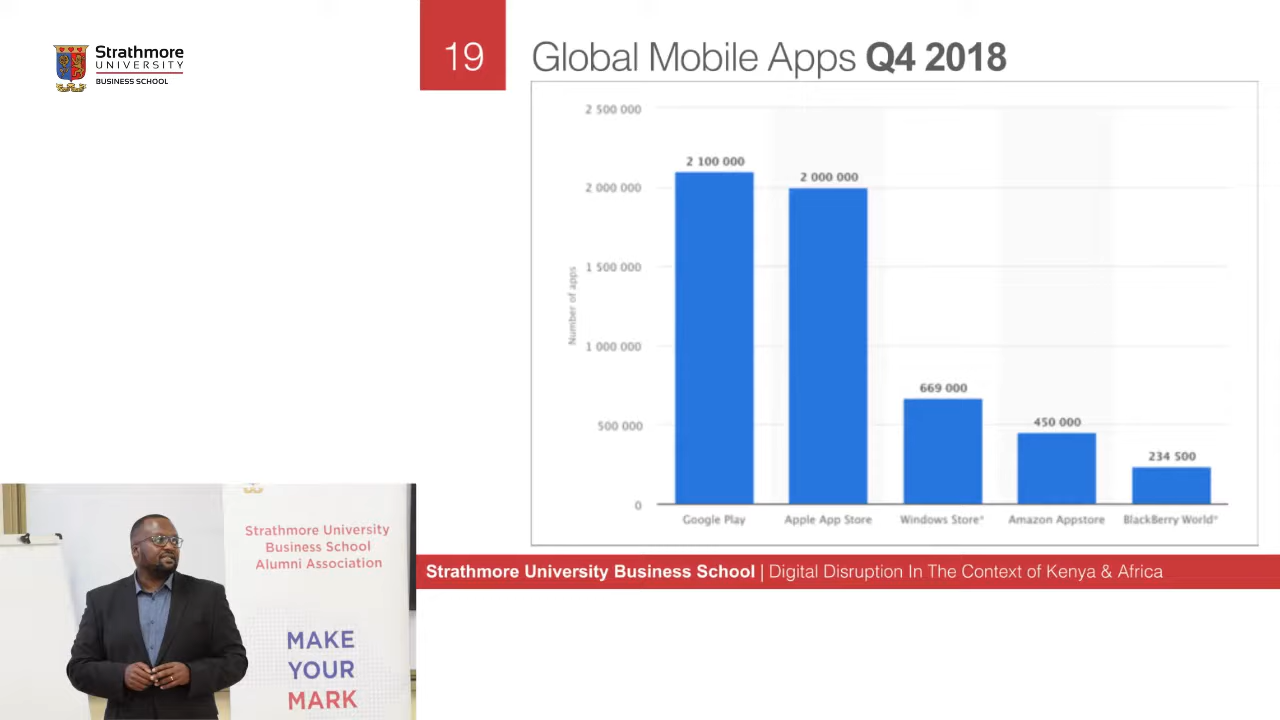 Strathmore
UNIVERSITY
BUSINESS SCHOOL
19
Global Mobile Apps Q4 2018
2 500 000
2 000 000
1 500 000
1 000 000
500 000
0
Number of apps
2 100 000
2 000 000
669 000
450 000
234 500
Google Play
Apple App Store
Windows Store*
Amazon Appstore
BlackBerry World*
Strathmore University Business School | Digital Disruption In The Context of Kenya & Africa
Strathmore University
Business School
Alumni Association
MAKE
YOUR
MARK